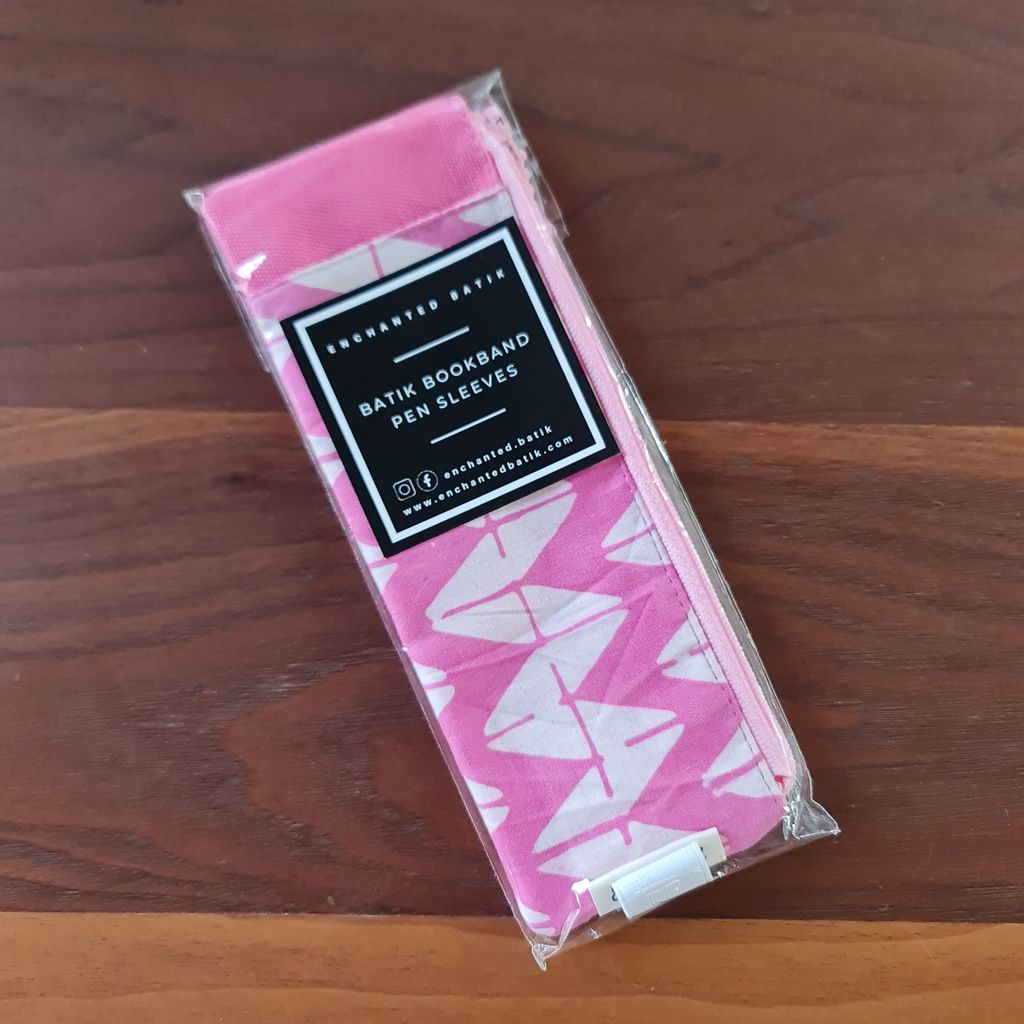 ENCHANTED BATIK
BATIK BOOKBAND
PEN SLEEVES
enchanted.batik
www.enchantedbatik.com